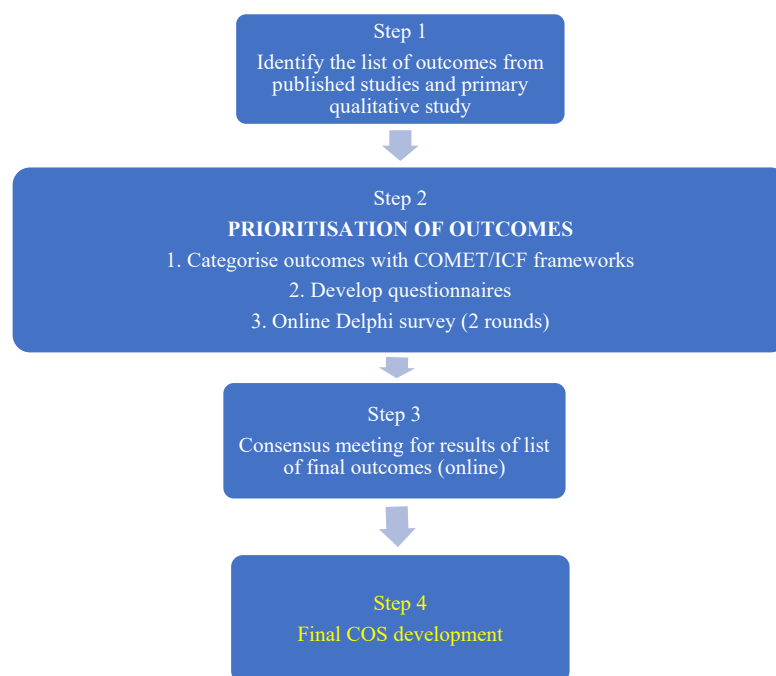 Step 1
Identify the list of outcomes from
published studies and primary
qualitative study
Step 2
PRIORITISATION OF OUTCOMES
1. Categorise outcomes with COMET/ICF frameworks
2. Develop questionnaires
3. Online Delphi survey (2 rounds)
Step 3
Consensus meeting for results of list
of final outcomes (online)
Step 4
Final COS development